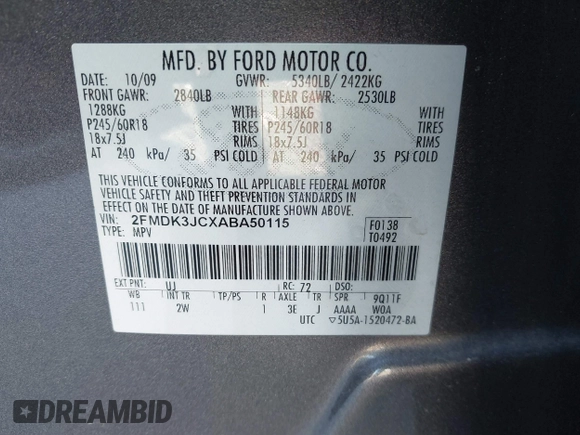 MFD. BY FORD MOTOR CO.
DATE: 10/09 GVWR: 5340LB/ 2422KG
FRONT GAWR: 2840LB REAR GAWR: 2530LB
1288KG WITH 1148KG WITH
P245/60R18 TIRES P245/60R18 TIRES
18x7.5J RIMS 18x7.5J RIMS
AT 240 kPa/ 35 PSI COLD AT 240 kPa/ 35 PSI COLD
THIS VEHICLE CONFORMS TO ALL APPLICABLE FEDERAL MOTOR
VEHICLE SAFETY AND THEFT PREVENTION STANDARDS IN
EFFECT ON THE DATE OF MANUFACTURE SHOWN ABOVE.
VIN: 2FMDK3JCXABA50115 F0138
TYPE: MPV T0492
EXT PNT: UJ RC: 72 DSO:
WB INT TR TP/PS R AXLE TR SPR 9Q11F
111 2W 1 3E J AAAA WOA
UTC ▽5U5A-1520472-BA
DREAMBID